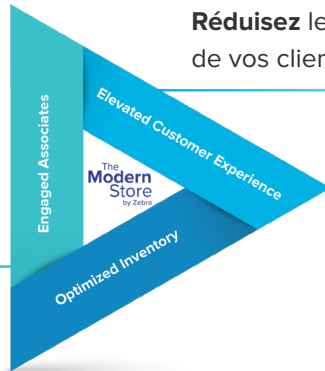 Réduisez le
de vos clien
Elevated Customer Experience
Engaged Associates
The
Modern
Store
by Zebra
Optimized Inventory